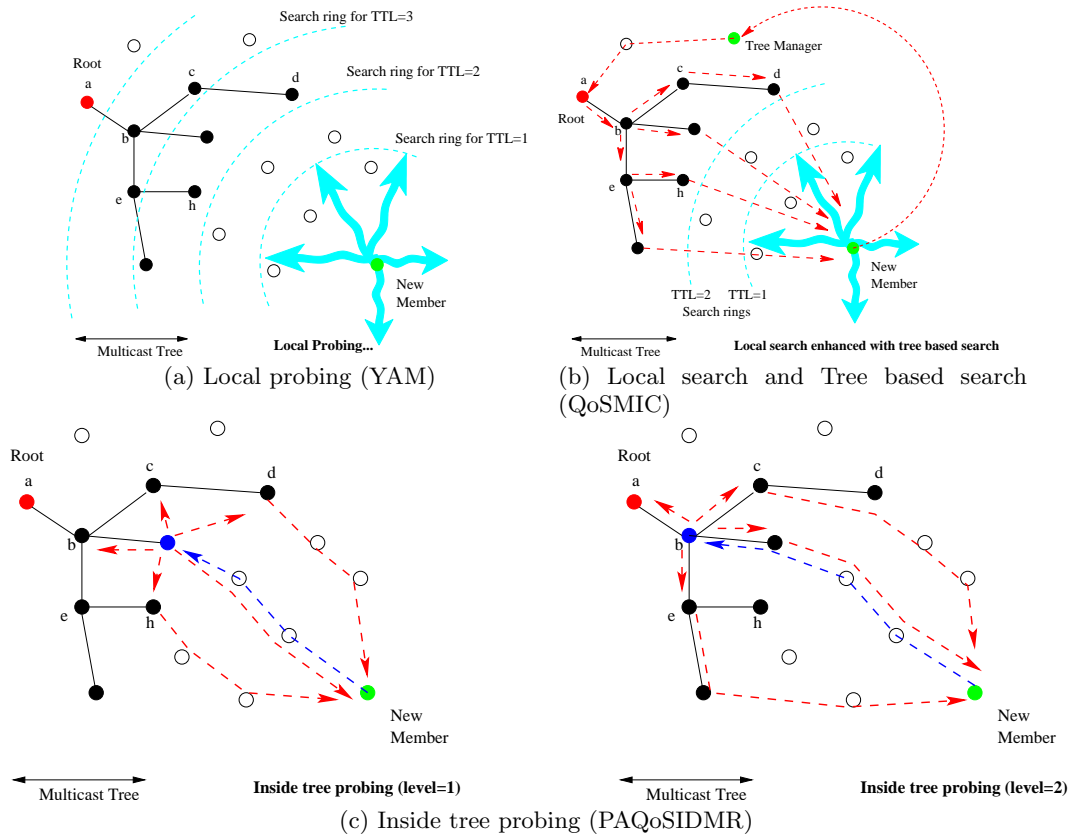 Search ring for TTL=3
Root
a
c
d
Search ring for TTL=2
b
Search ring for TTL=1
e
h
New
Member
Multicast Tree
Local Probing...
(a) Local probing (YAM)
Tree Manager
a
Root
c
d
b
e
h
New
Member
TTL=2
TTL=1
Search rings
Multicast Tree
Local search enhanced with tree based search
(b) Local search and Tree based search
(QoSMIC)
Root
a
c
d
b
e
h
New
Member
Multicast Tree
Inside tree probing (level=1)
Root
a
c
d
b
e
h
New
Member
Multicast Tree
Inside tree probing (level=2)
(c) Inside tree probing (PAQoSIDMR)